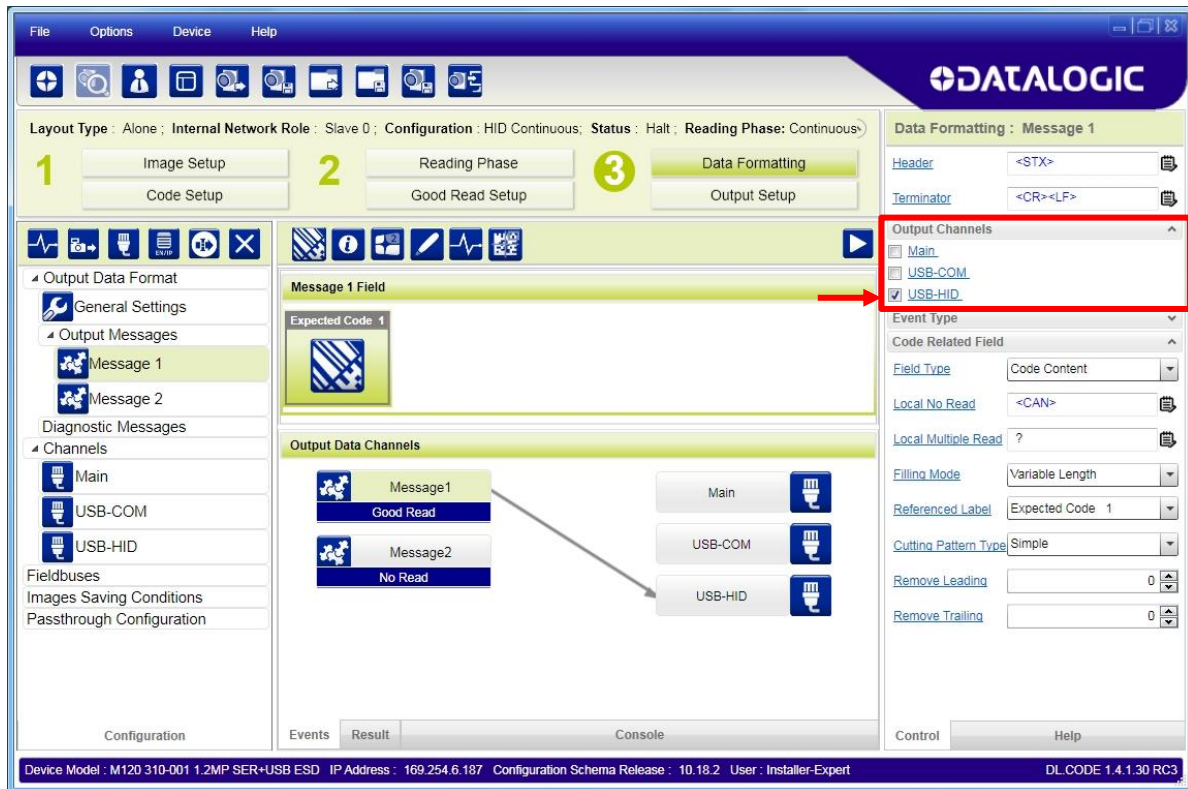 File Options Device Help
DATALOGIC
Layout Type : Alone ; Internal Network Role : Slave 0 ; Configuration : HID Continuous; Status : Halt ; Reading Phase: Continuous
1 Image Setup 2 Reading Phase 3 Data Formatting
Code Setup Good Read Setup Output Setup
Data Formatting : Message 1
Header <STX>
Terminator <CR><LF>
Output Channels
Main
USB-COM
USB-HID
Event Type
Code Related Field
Field Type Code Content
Local No Read <CAN>
Local Multiple Read ?
Filling Mode Variable Length
Referenced Label Expected Code 1
Cutting Pattern Type Simple
Remove Leading 0
Remove Trailing 0
Control Help
EN/IP
Output Data Format
General Settings
Output Messages
Message 1
Message 2
Diagnostic Messages
Channels
Main
USB-COM
USB-HID
Fieldbuses
Images Saving Conditions
Passthrough Configuration
Configuration
Message 1 Field
Expected Code 1
Output Data Channels
Message1
Good Read
Message2
No Read
Main
USB-COM
USB-HID
Events Result Console
Device Model : M120 310-001 1.2MP SER+USB ESD IP Address : 169.254.6.187 Configuration Schema Release : 10.18.2 User : Installer-Expert DL.CODE 1.4.1.30 RC3